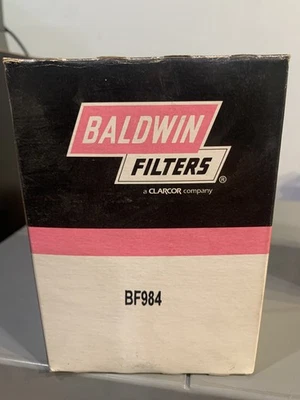 BALDWIN
FILTERS®
a CLARCOR company
BF984